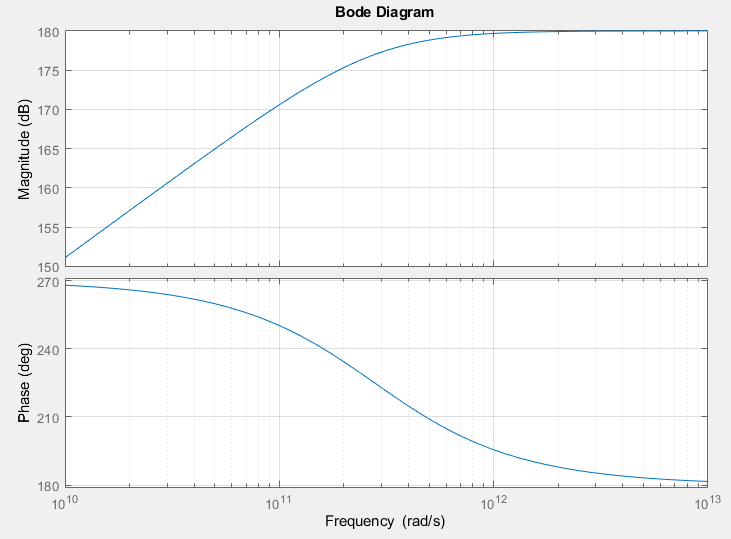 Bode Diagram
Magnitude (dB)
180
175
170
165
160
155
150
Phase (deg)
270
240
210
180
10^10 10^11 10^12 10^13
Frequency (rad/s)